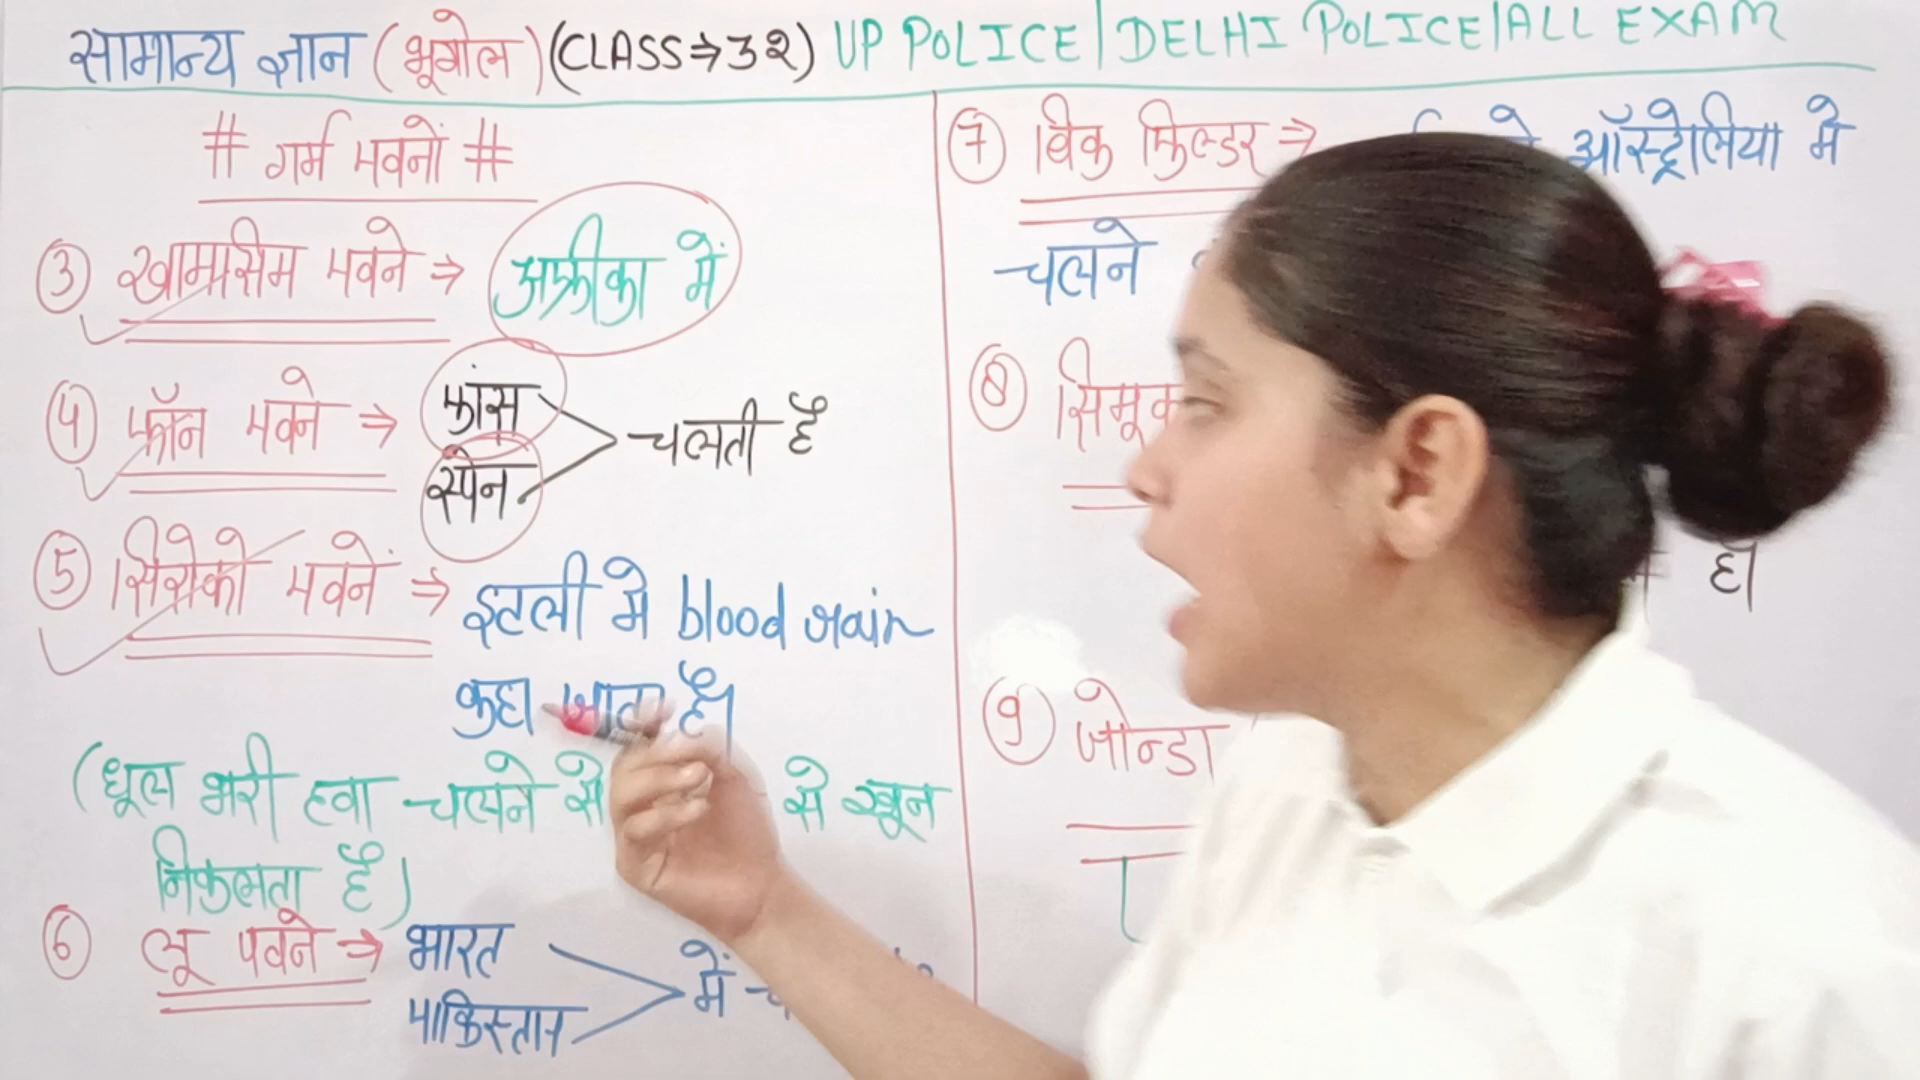 सामान्य ज्ञान (भूगोल) (CLASS⇒32) UP POLICE | DELHI POLICE | ALL EXAM
# गर्म पवनों #
③ खामसिम पवने ⇒ अफ्रीका में
④ फॉन पवने ⇒ फ्रांस
स्पेन
चलती है
⑤ सिरोको पवनें ⇒ इटली मे blood rain
कहा जाता है।
(धूल भरी हवा चलने से से खून
निकलता है)
⑥ लू पवने ⇒ भारत
पाकिस्तान
में
⑦ विक फिल्डर ⇒ ऑस्ट्रेलिया मे
चलने
⑧ सिमूक
हो
⑨ जोन्डा